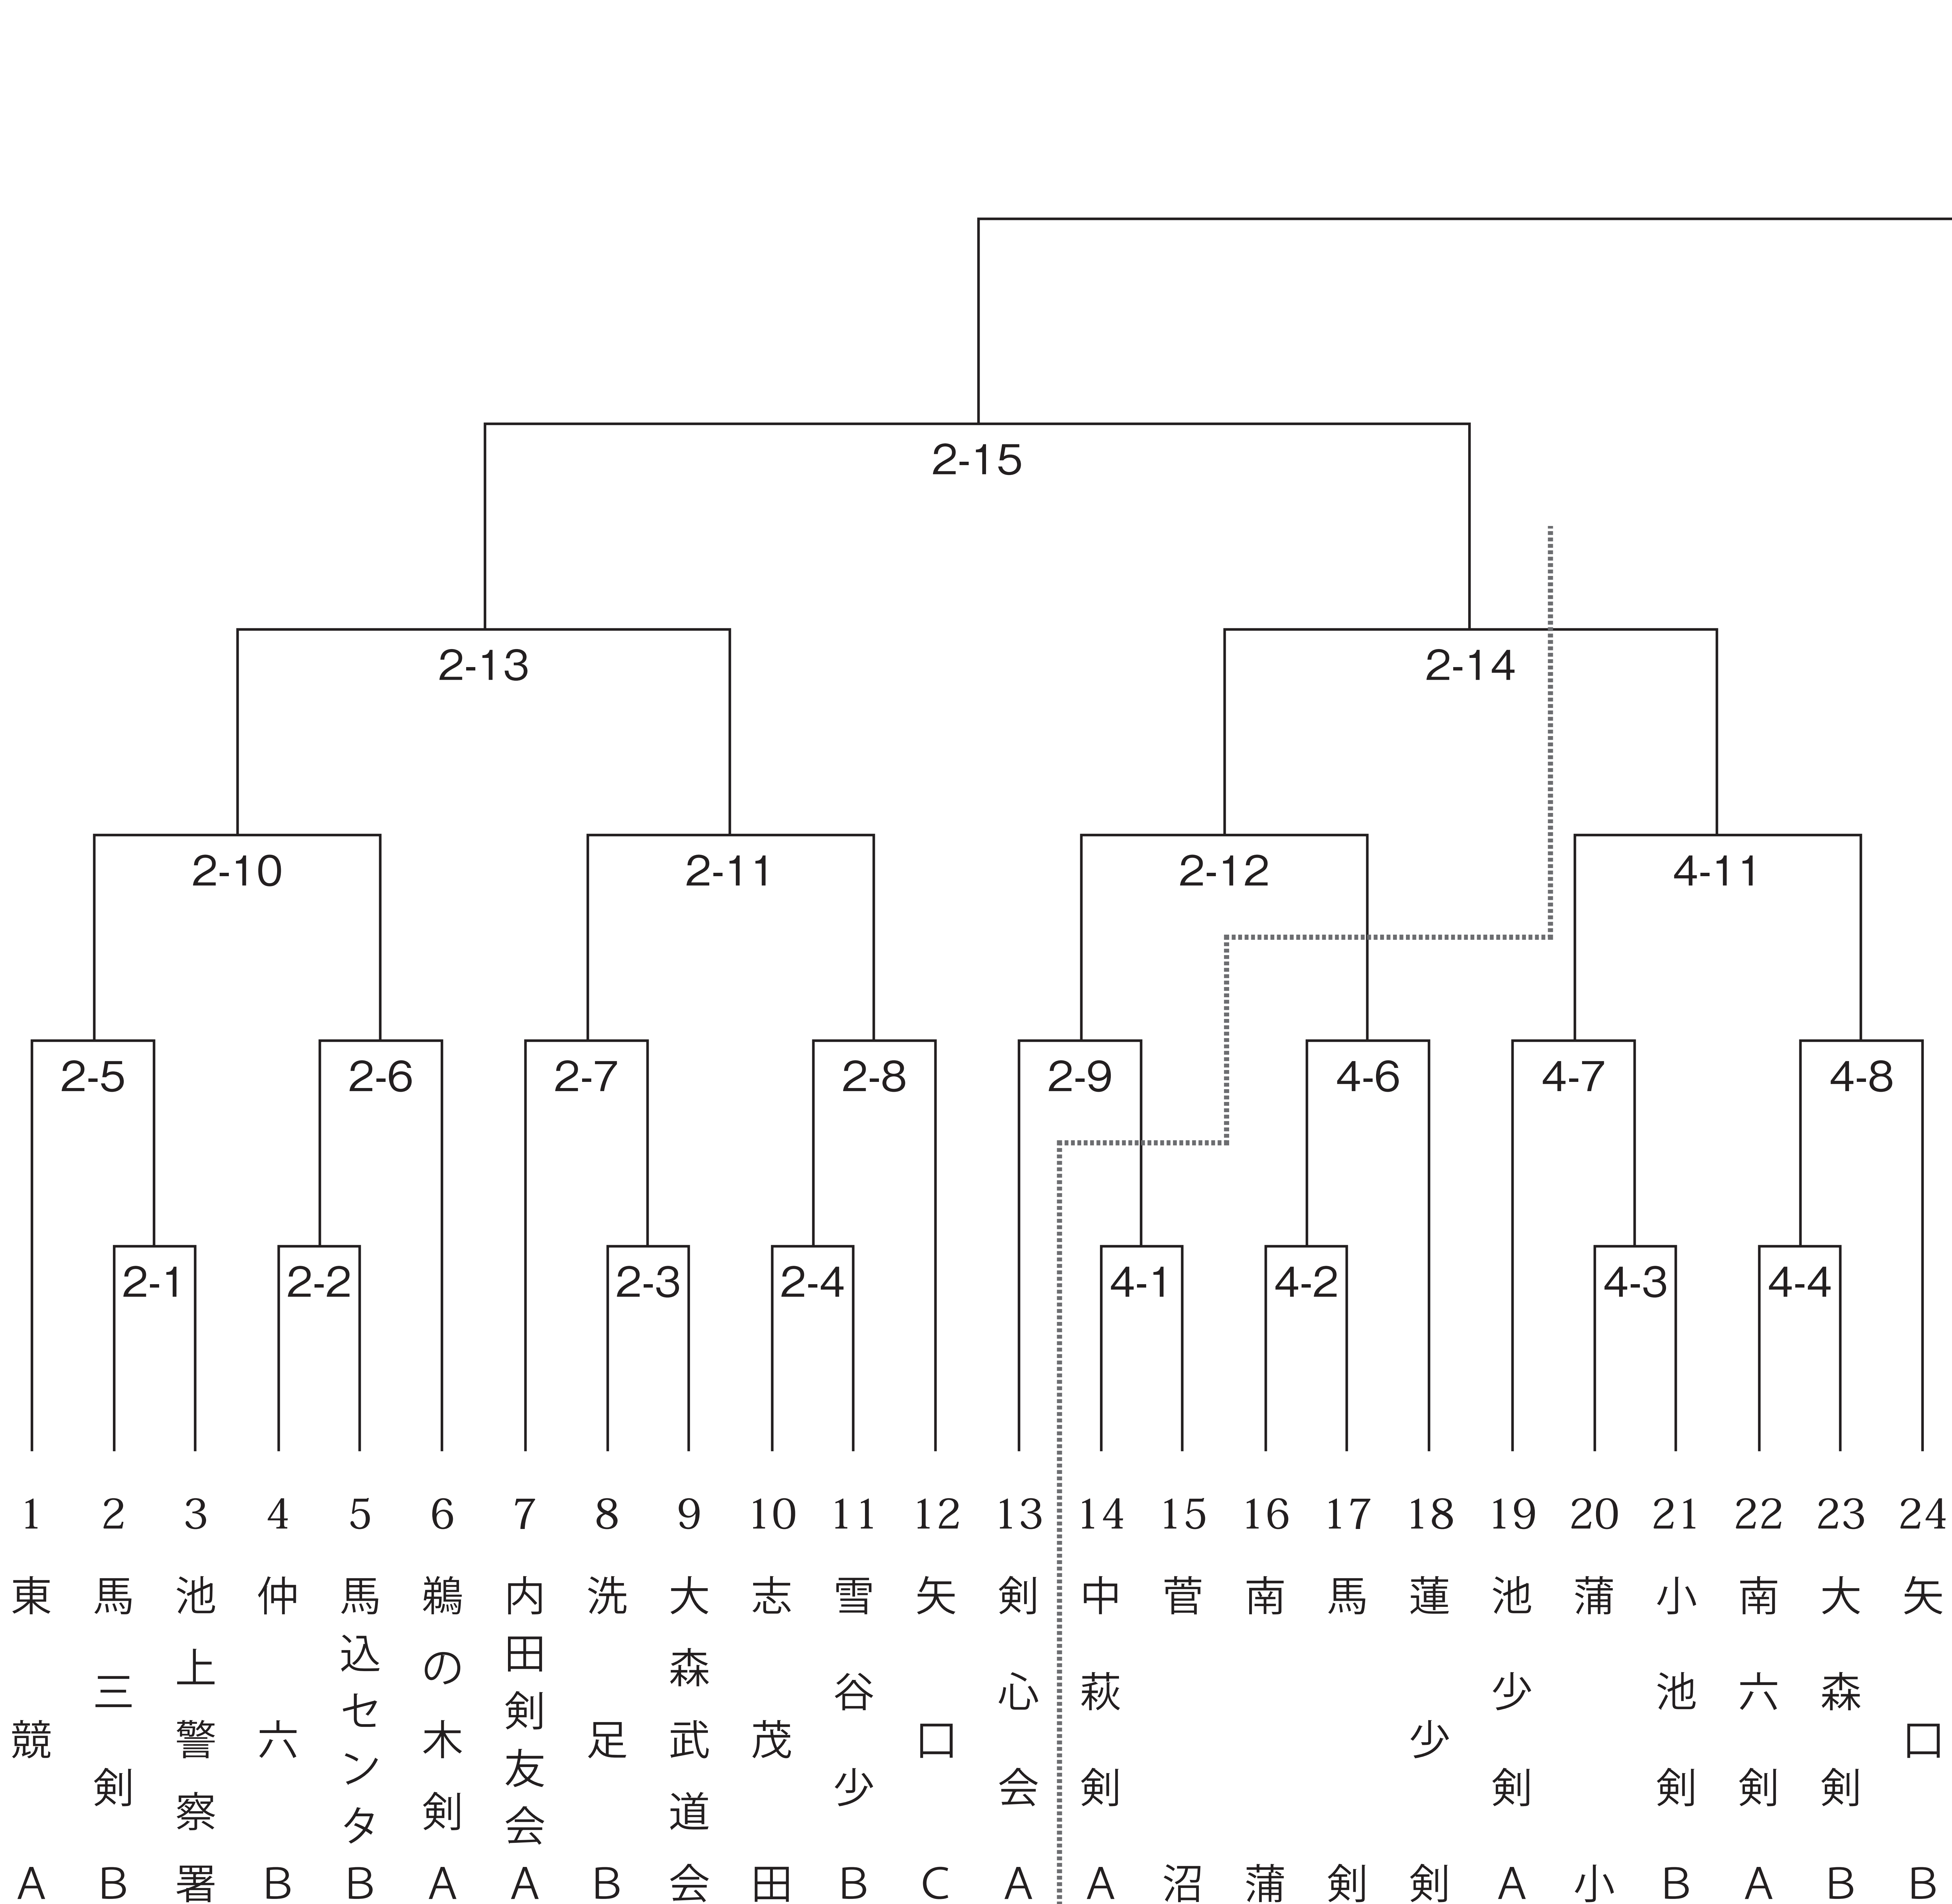 2-15
2-13
2-14
2-10
2-11
2-12
4-11
2-5
2-6
2-7
2-8
2-9
4-6
4-7
4-8
2-1
2-2
2-3
2-4
4-1
4-2
4-3
4-4
1 東競A
2 馬三剣B
3 池上警察署
4 仲六B
5 馬込センタB
6 鵜の木剣A
7 内田剣友会A
8 洗足B
9 大森武道会
10 志茂田
11 雪谷少B
12 矢口C
13 剣心会A
14 中萩剣A
15 菅沼
16 南蒲
17 馬剣
18 蓮少剣
19 池少剣A
20 蒲小
21 小池剣B
22 南六剣A
23 大森剣B
24 矢口B